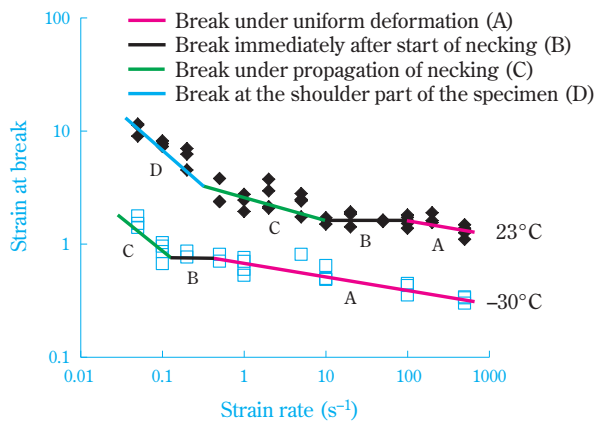 Break under uniform deformation (A)
Break immediately after start of necking (B)
Break under propagation of necking (C)
Break at the shoulder part of the specimen (D)
100
10
1
0.1
Strain at break
D
C
B
A
23°C
C
B
A
–30°C
0.01
0.1
1
10
100
1000
Strain rate (s⁻¹)